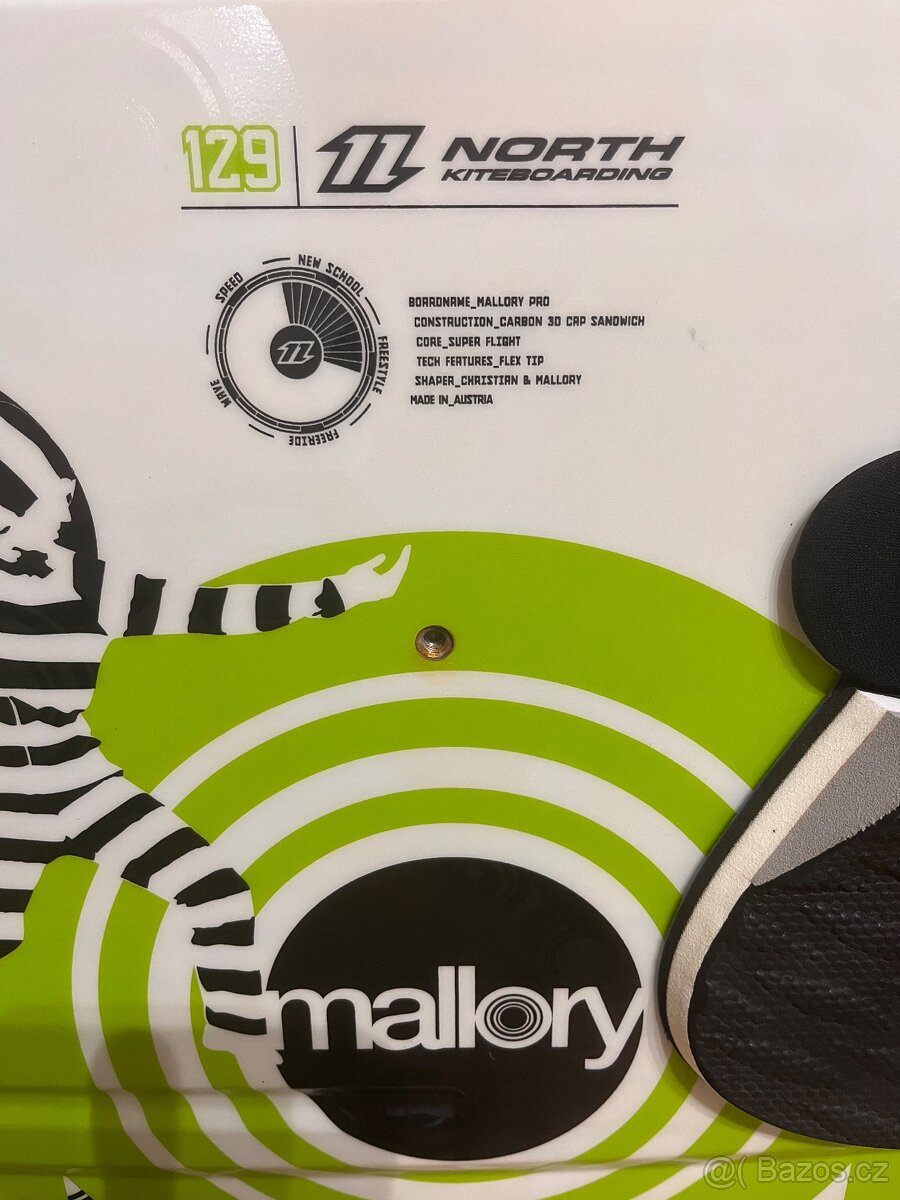 129
NORTH
KITEBOARDING
SPEED
NEW SCHOOL
FREESTYLE
FREERIDE
WAVE
BOARDNAME_MALLORY PRO
CONSTRUCTION_CARBON 3D CAP SANDWICH
CORE_SUPER FLIGHT
TECH FEATURES_FLEX TIP
SHAPER_CHRISTIAN & MALLORY
MADE IN_AUSTRIA
mallory
@( Bazos.cz